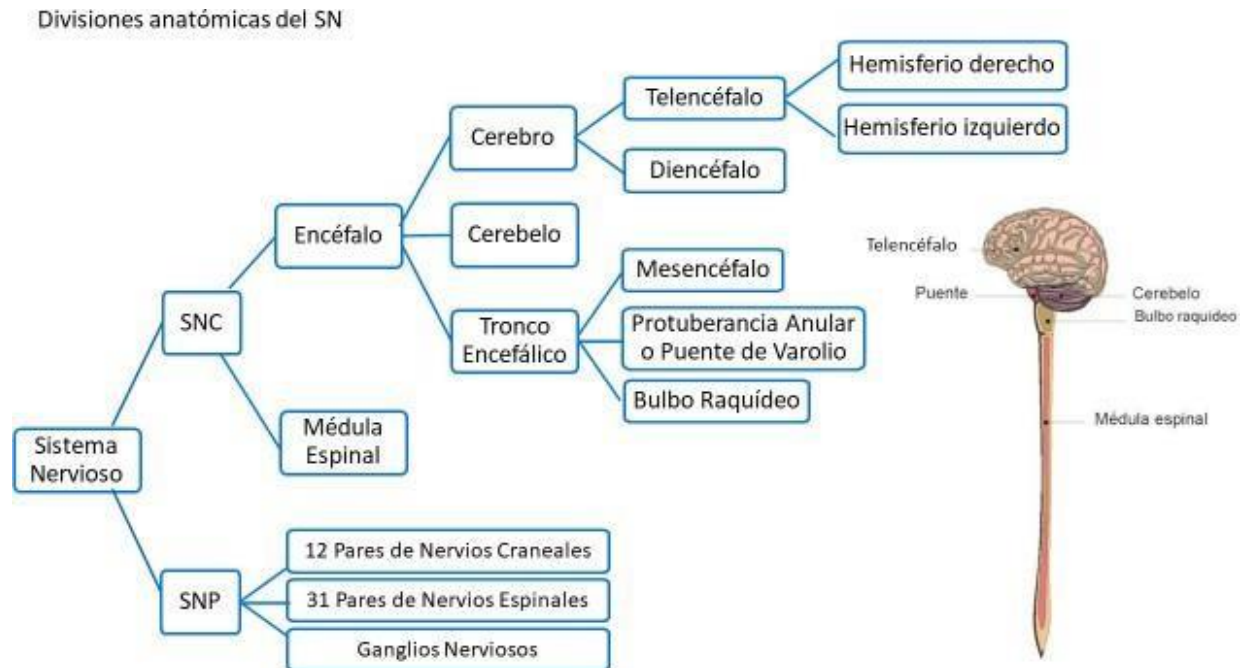 Divisiones anatómicas del SN
Sistema
Nervioso
SNC
SNP
Encéfalo
Médula
Espinal
Cerebro
Cerebelo
Tronco
Encefálico
Telencéfalo
Diencéfalo
Hemisferio derecho
Hemisferio izquierdo
Mesencéfalo
Protuberancia Anular
o Puente de Varolio
Bulbo Raquídeo
12 Pares de Nervios Craneales
31 Pares de Nervios Espinales
Ganglios Nerviosos
Telencéfalo
Puente
Cerebelo
Bulbo raquídeo
Médula espinal